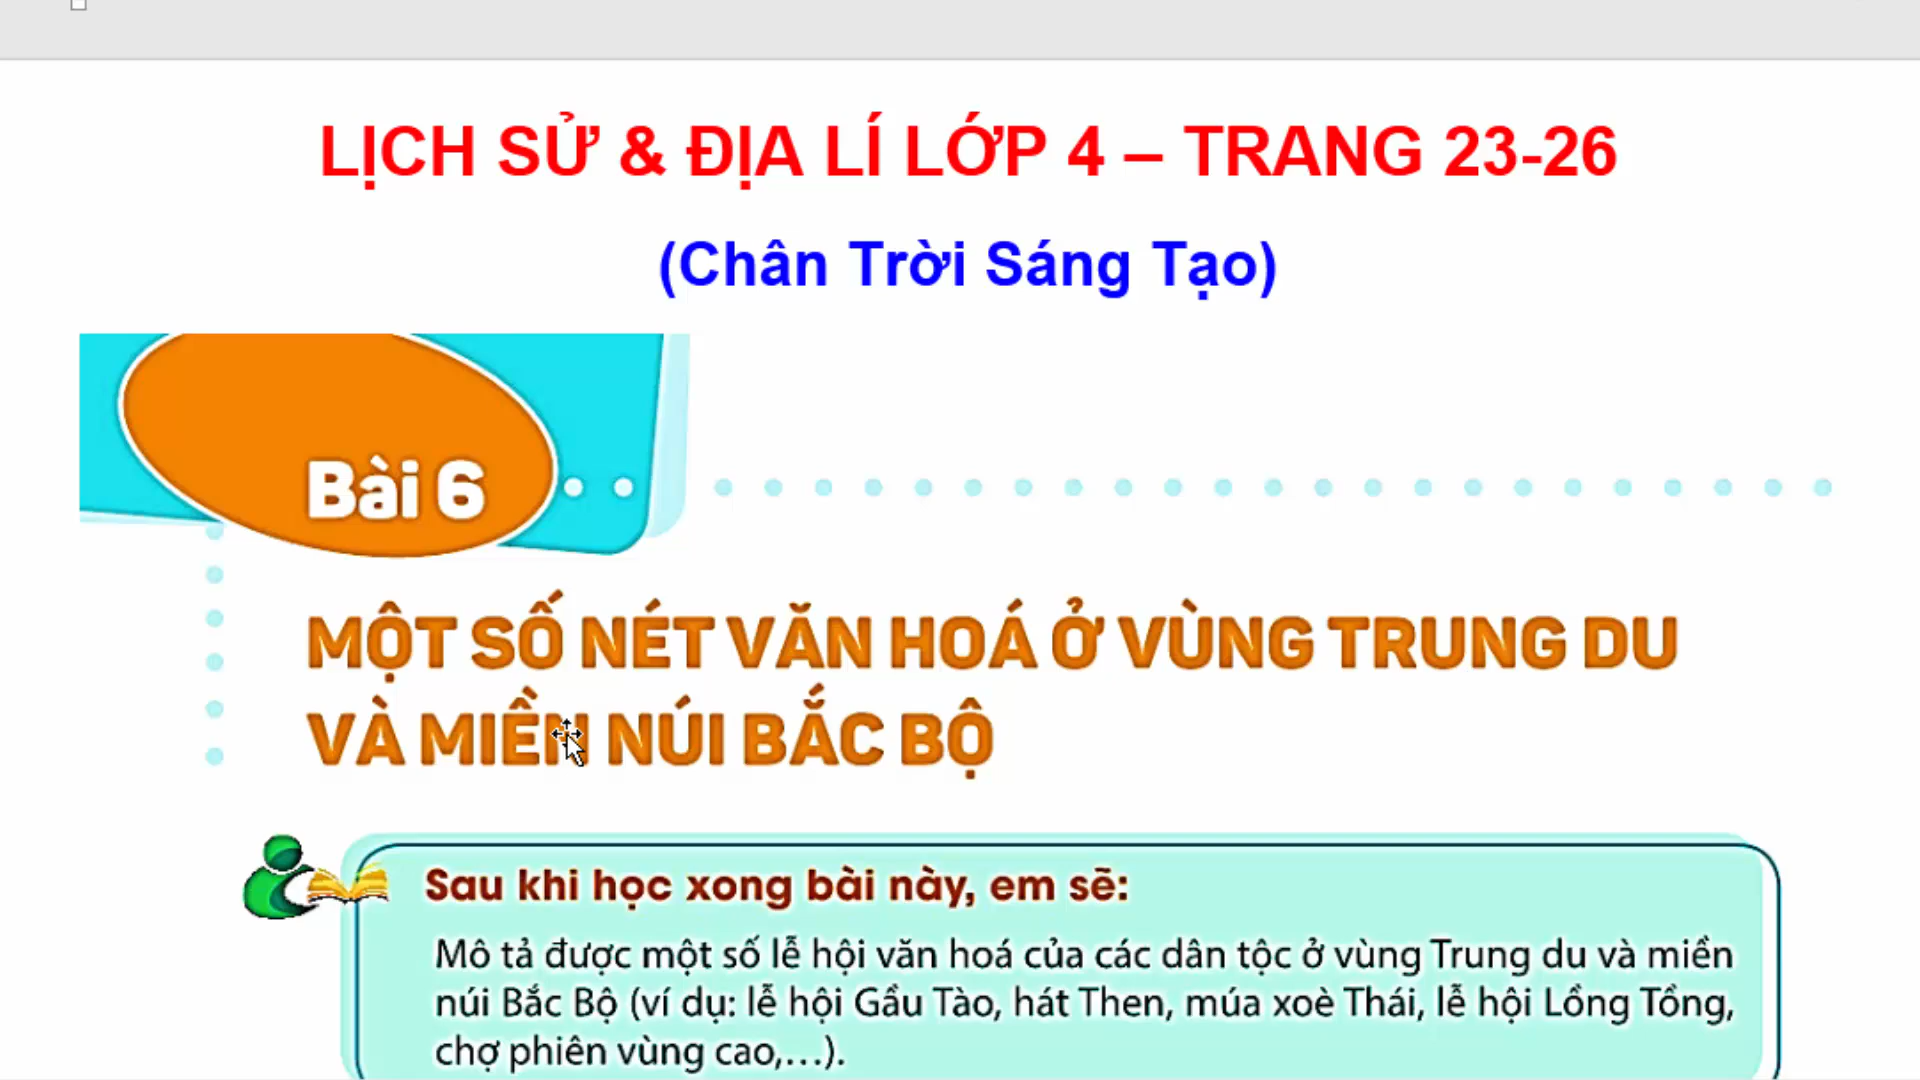 LỊCH SỬ & ĐỊA LÍ LỚP 4 – TRANG 23-26
(Chân Trời Sáng Tạo)
Bài 6
MỘT SỐ NÉT VĂN HOÁ Ở VÙNG TRUNG DU
VÀ MIỀN NÚI BẮC BỘ
Sau khi học xong bài này, em sẽ:
Mô tả được một số lễ hội văn hoá của các dân tộc ở vùng Trung du và miền
núi Bắc Bộ (ví dụ: lễ hội Gầu Tào, hát Then, múa xoè Thái, lễ hội Lồng Tồng,
chợ phiên vùng cao,...).